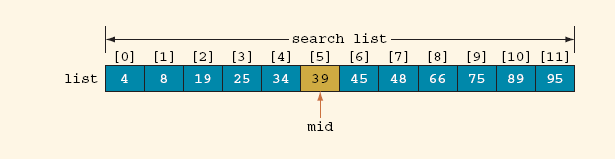 search list
[0] [1] [2] [3] [4] [5] [6] [7] [8] [9] [10] [11]
list 4 8 19 25 34 39 45 48 66 75 89 95
mid